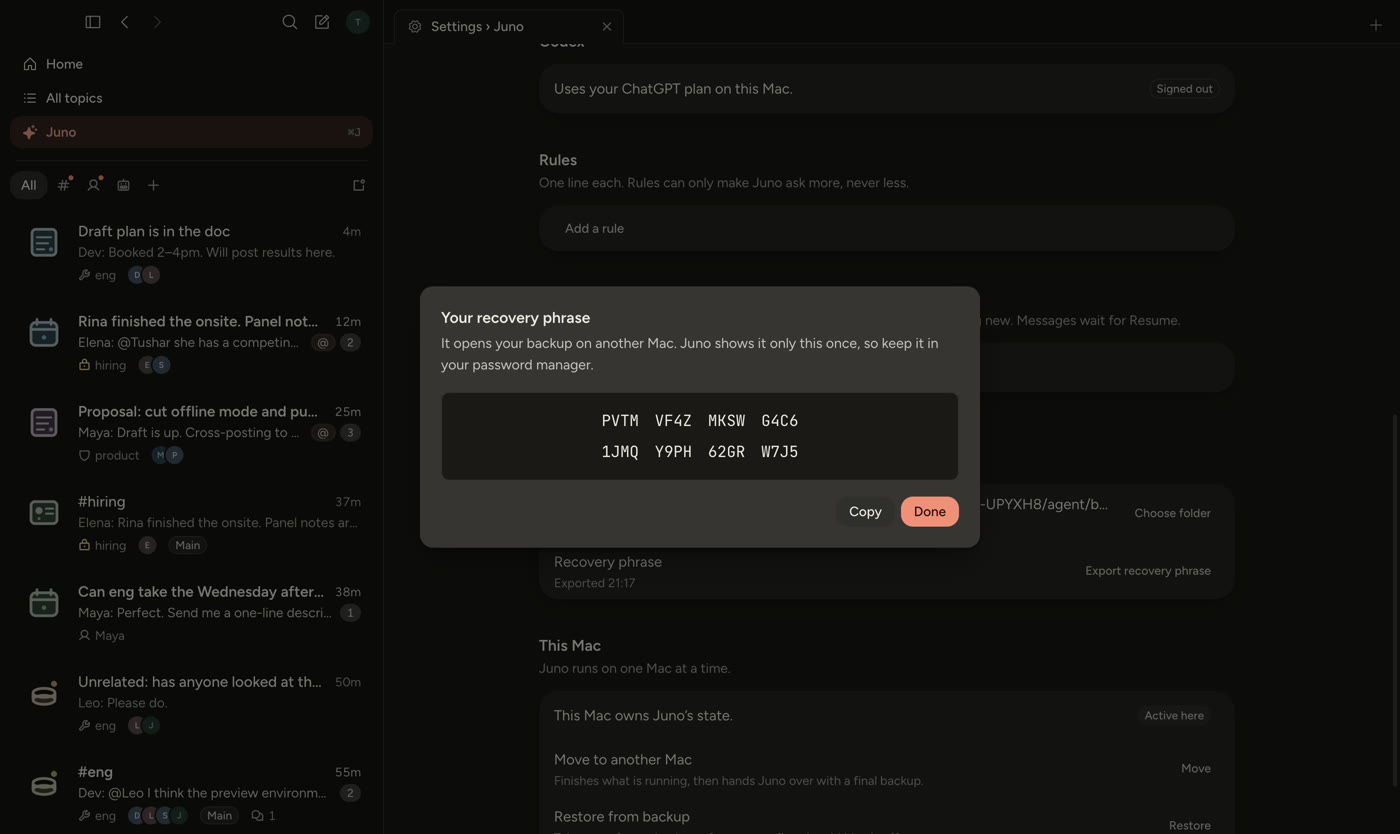 T
Settings › Juno
Home
All topics
Juno
⌘J
All
Draft plan is in the doc
4m
Dev: Booked 2–4pm. Will post results here.
eng
D
L
Rina finished the onsite. Panel not...
12m
Elena: @Tushar she has a competin...
@
2
hiring
E
S
Proposal: cut offline mode and pu...
25m
Maya: Draft is up. Cross-posting to ...
@
3
product
M
P
#hiring
37m
Elena: Rina finished the onsite. Panel notes ar...
hiring
E
Main
Can eng take the Wednesday after...
38m
Maya: Perfect. Send me a one-line descri...
1
Maya
Unrelated: has anyone looked at th...
50m
Leo: Please do.
eng
L
J
#eng
55m
Dev: @Leo I think the preview environm...
2
eng
D
L
S
J
Main
1
Codex
Uses your ChatGPT plan on this Mac.
Signed out
Rules
One line each. Rules can only make Juno ask more, never less.
Add a rule
new. Messages wait for Resume.
Your recovery phrase
It opens your backup on another Mac. Juno shows it only this once, so keep it in
your password manager.
PVTM VF4Z MKSW G4C6
1JMQ Y9PH 62GR W7J5
Copy
Done
-UPYXH8/agent/b...
Choose folder
Recovery phrase
Exported 21:17
Export recovery phrase
This Mac
Juno runs on one Mac at a time.
This Mac owns Juno’s state.
Active here
Move to another Mac
Finishes what is running, then hands Juno over with a final backup.
Move
Restore from backup
Restore